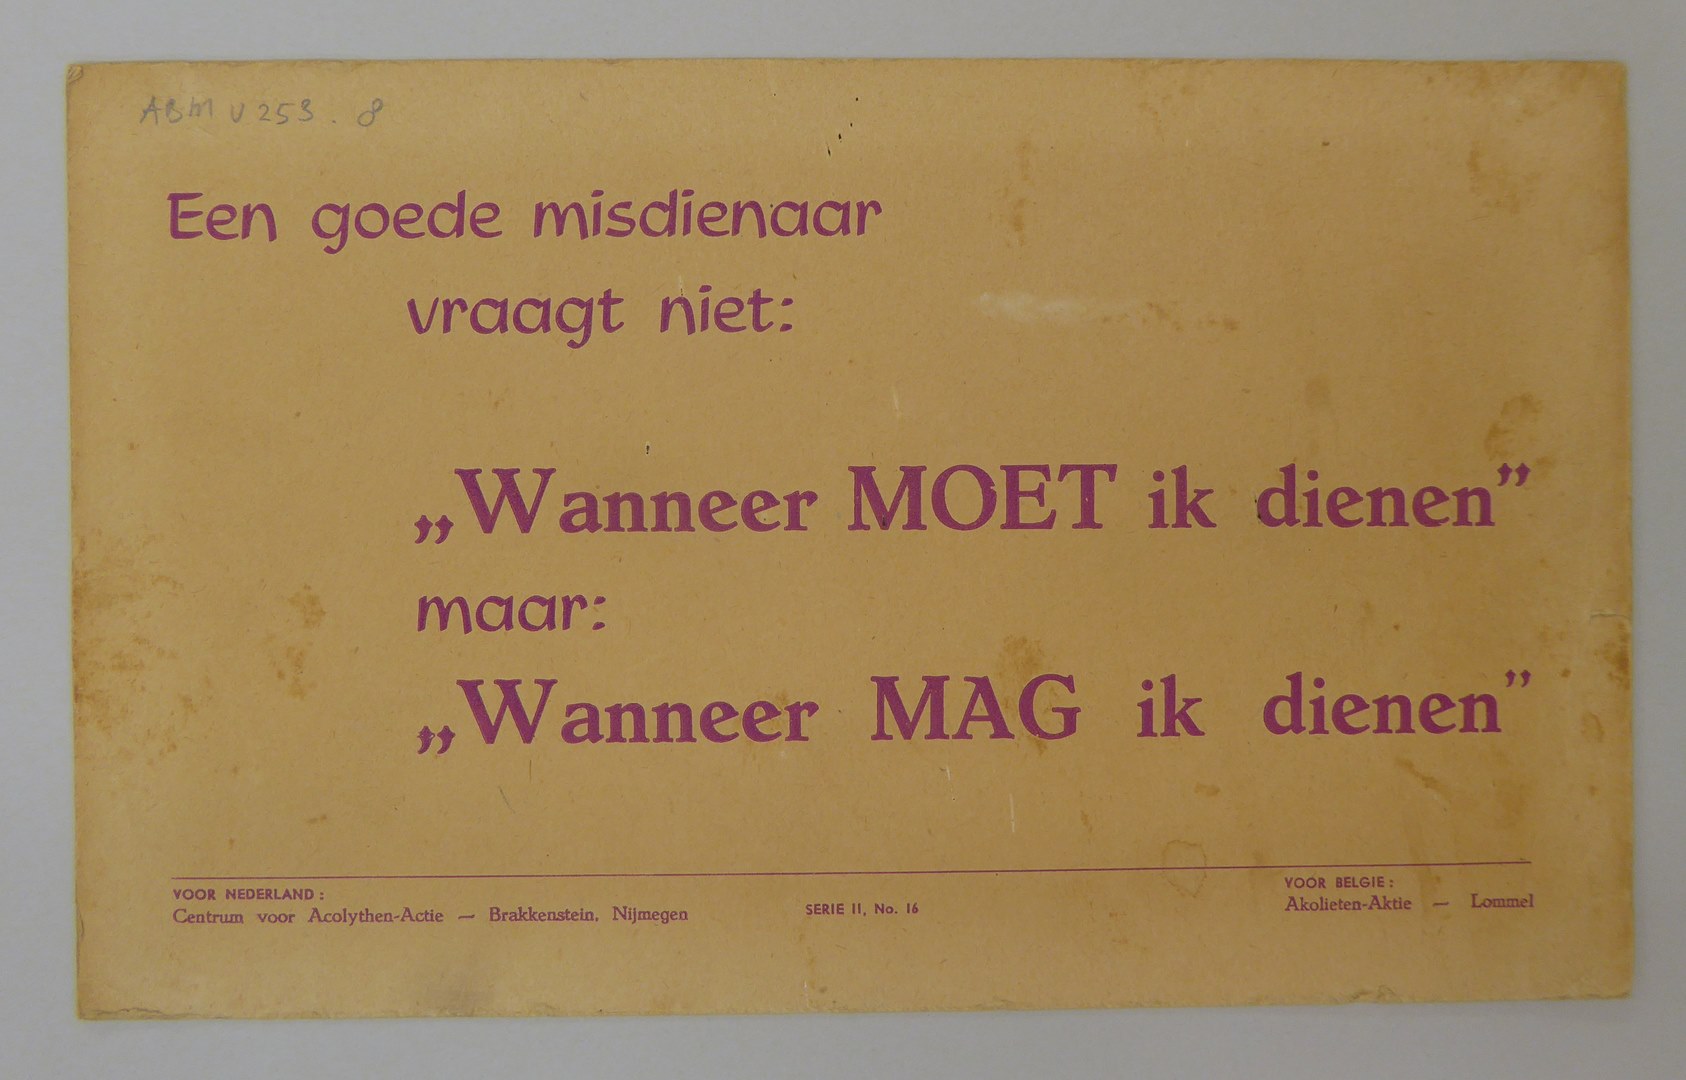 ABM V 253.8
Een goede misdienaar
vraagt niet:
„Wanneer MOET ik dienen”
maar:
„Wanneer MAG ik dienen”
VOOR NEDERLAND:
Centrum voor Acolythen-Actie — Brakkenstein, Nijmegen
SERIE II, No. 16
VOOR BELGIE:
Akolieten-Aktie — Lommel